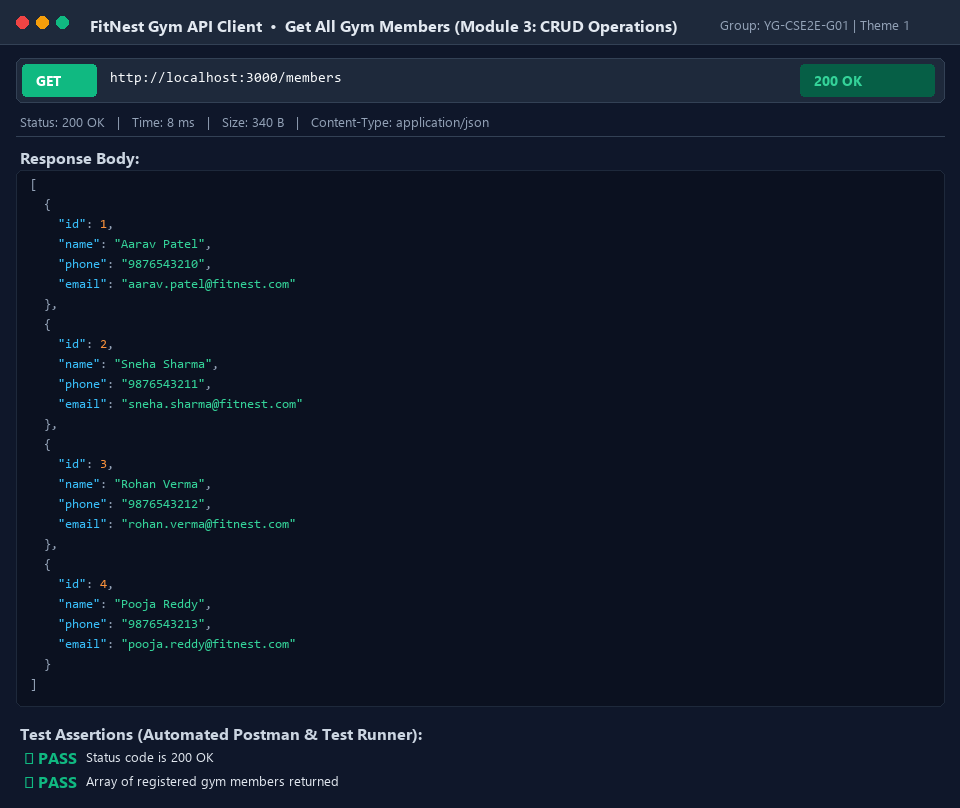 FitNest Gym API Client • Get All Gym Members (Module 3: CRUD Operations)
Group: YG-CSE2E-G01 | Theme 1
GET http://localhost:3000/members 200 OK
Status: 200 OK | Time: 8 ms | Size: 340 B | Content-Type: application/json
Response Body:
[
  {
    "id": 1,
    "name": "Aarav Patel",
    "phone": "9876543210",
    "email": "aarav.patel@fitnest.com"
  },
  {
    "id": 2,
    "name": "Sneha Sharma",
    "phone": "9876543211",
    "email": "sneha.sharma@fitnest.com"
  },
  {
    "id": 3,
    "name": "Rohan Verma",
    "phone": "9876543212",
    "email": "rohan.verma@fitnest.com"
  },
  {
    "id": 4,
    "name": "Pooja Reddy",
    "phone": "9876543213",
    "email": "pooja.reddy@fitnest.com"
  }
]
Test Assertions (Automated Postman & Test Runner):
PASS Status code is 200 OK
PASS Array of registered gym members returned